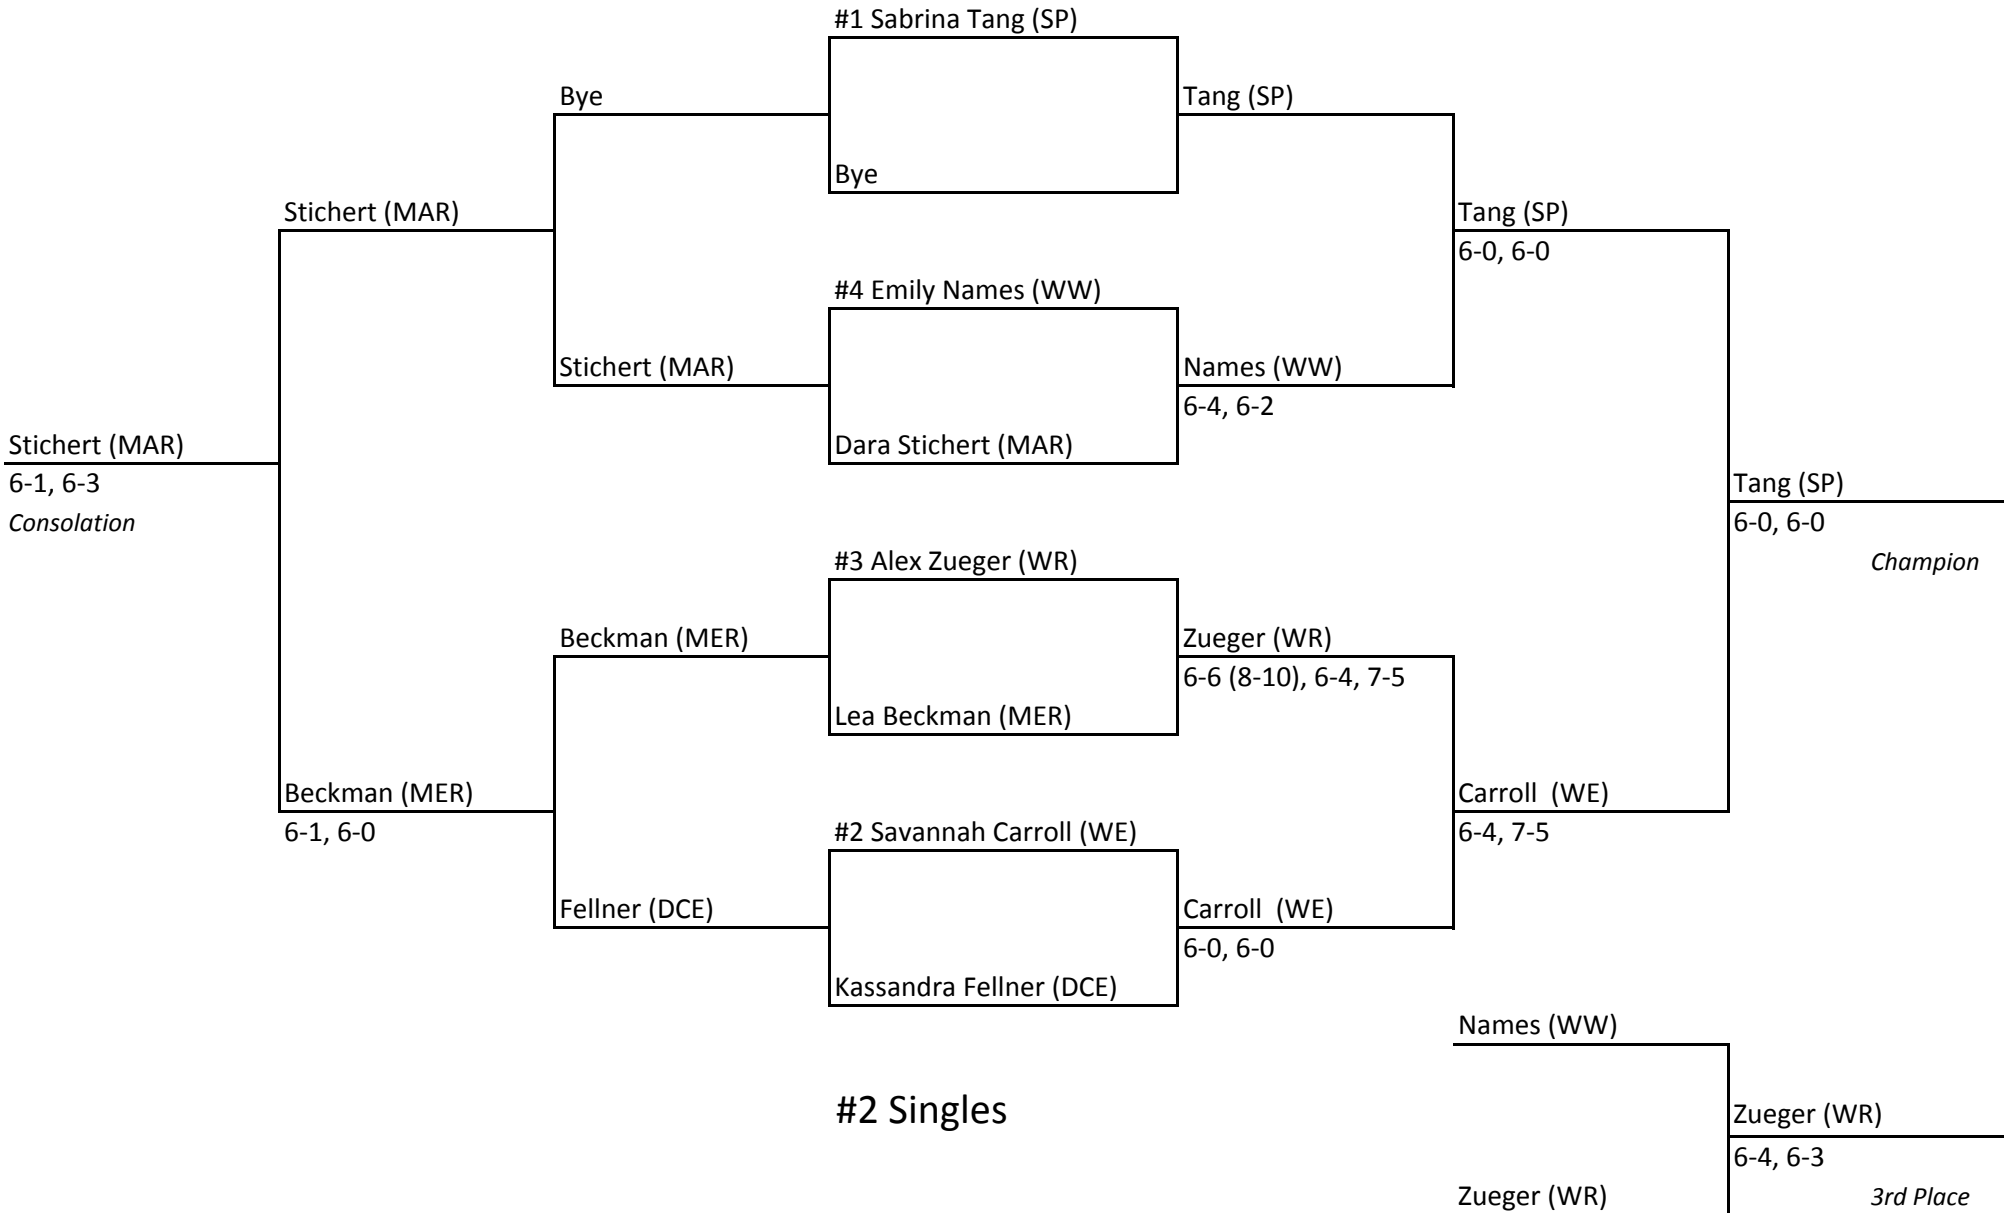 #1 Sabrina Tang (SP)
Bye
Tang (SP)
Bye
Stichert (MAR)
Tang (SP)
6-0, 6-0
#4 Emily Names (WW)
Stichert (MAR)
Names (WW)
6-4, 6-2
Stichert (MAR)
Dara Stichert (MAR)
6-1, 6-3
Tang (SP)
Consolation
6-0, 6-0
#3 Alex Zueger (WR)
Champion
Beckman (MER)
Zueger (WR)
6-6 (8-10), 6-4, 7-5
Lea Beckman (MER)
Beckman (MER)
Carroll  (WE)
6-1, 6-0
#2 Savannah Carroll (WE)
6-4, 7-5
Fellner (DCE)
Carroll  (WE)
6-0, 6-0
Kassandra Fellner (DCE)
Names (WW)
#2 Singles
Zueger (WR)
6-4, 6-3
Zueger (WR)
3rd Place